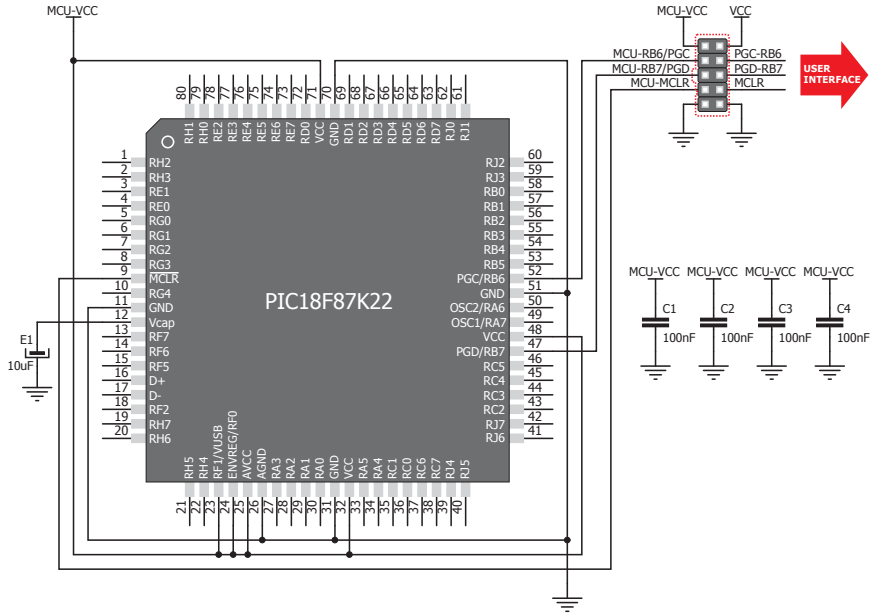 MCU-VCC
MCU-VCC VCC
MCU-RB6/PGC PGC-RB6
MCU-RB7/PGD PGD-RB7
MCU-MCLR MCLR
USER
INTERFACE
80 79 78 77 76 75 74 73 72 71 70 69 68 67 66 65 64 63 62 61
RH1 RH0 RE2 RE3 RE4 RE5 RE6 RE7 RD0 VCC GND RD1 RD2 RD3 RD4 RD5 RD6 RD7 RJ0 RJ1
1 RH2 RJ2 60
2 RH3 RJ3 59
3 RE1 RB0 58
4 RE0 RB1 57
5 RG0 RB2 56
6 RG1 RB3 55
7 RG2 RB4 54
8 RG3 RB5 53
9 MCLR PGC/RB6 52
10 RG4 GND 51
11 GND OSC2/RA6 50
12 Vcap OSC1/RA7 49
13 RF7 VCC 48
14 RF6 PGD/RB7 47
15 RF5 RC5 46
16 D+ RC4 45
17 D- RC3 44
18 RF2 RC2 43
19 RH7 RJ7 42
20 RH6 RJ6 41
PIC18F87K22
E1
10uF
RH5 RH4 RF1/VUSB ENVREG/RF0 AVCC AGND RA3 RA2 RA1 RA0 GND VCC RA5 RA4 RC1 RC0 RC6 RC7 RJ4 RJ5
21 22 23 24 25 26 27 28 29 30 31 32 33 34 35 36 37 38 39 40
MCU-VCC MCU-VCC MCU-VCC MCU-VCC
C1 C2 C3 C4
100nF 100nF 100nF 100nF